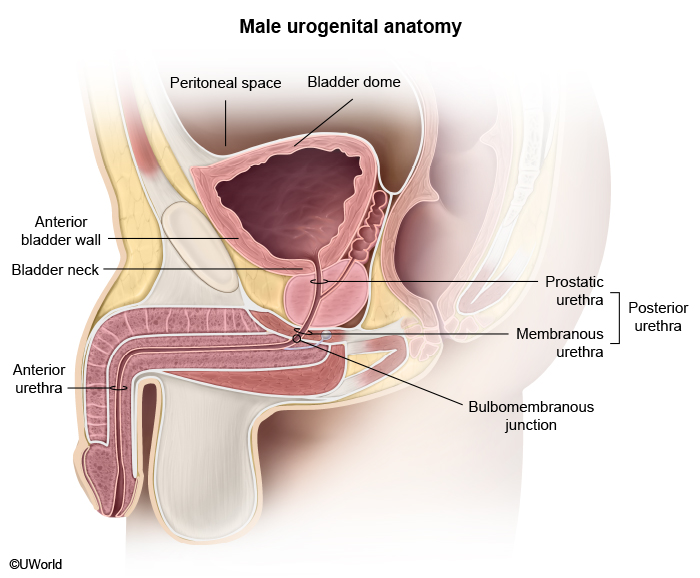 Male urogenital anatomy
Peritoneal space
Bladder dome
Anterior
bladder wall
Bladder neck
Prostatic
urethra
Posterior
urethra
Membranous
urethra
Anterior
urethra
Bulbomembranous
junction
©UWorld